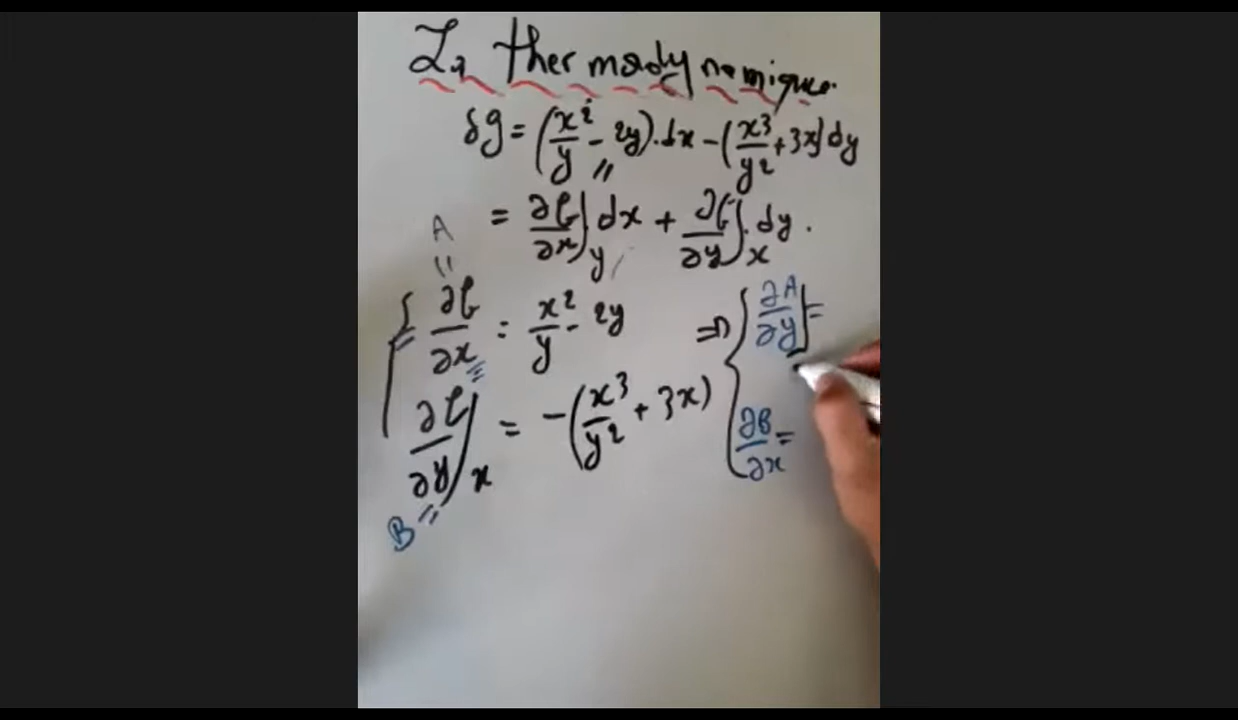 La thermodynamique.
δg = (x²/y - 2y).dx - (x³/y² + 3x)dy
= ∂f/∂x)y dx + ∂f/∂y)x . dy .
A
=
∂f/∂x = x²/y - 2y ⇒ { ∂A/∂y) =
∂f/∂y)x = -(x³/y² + 3x) ∂B/∂x =
B =